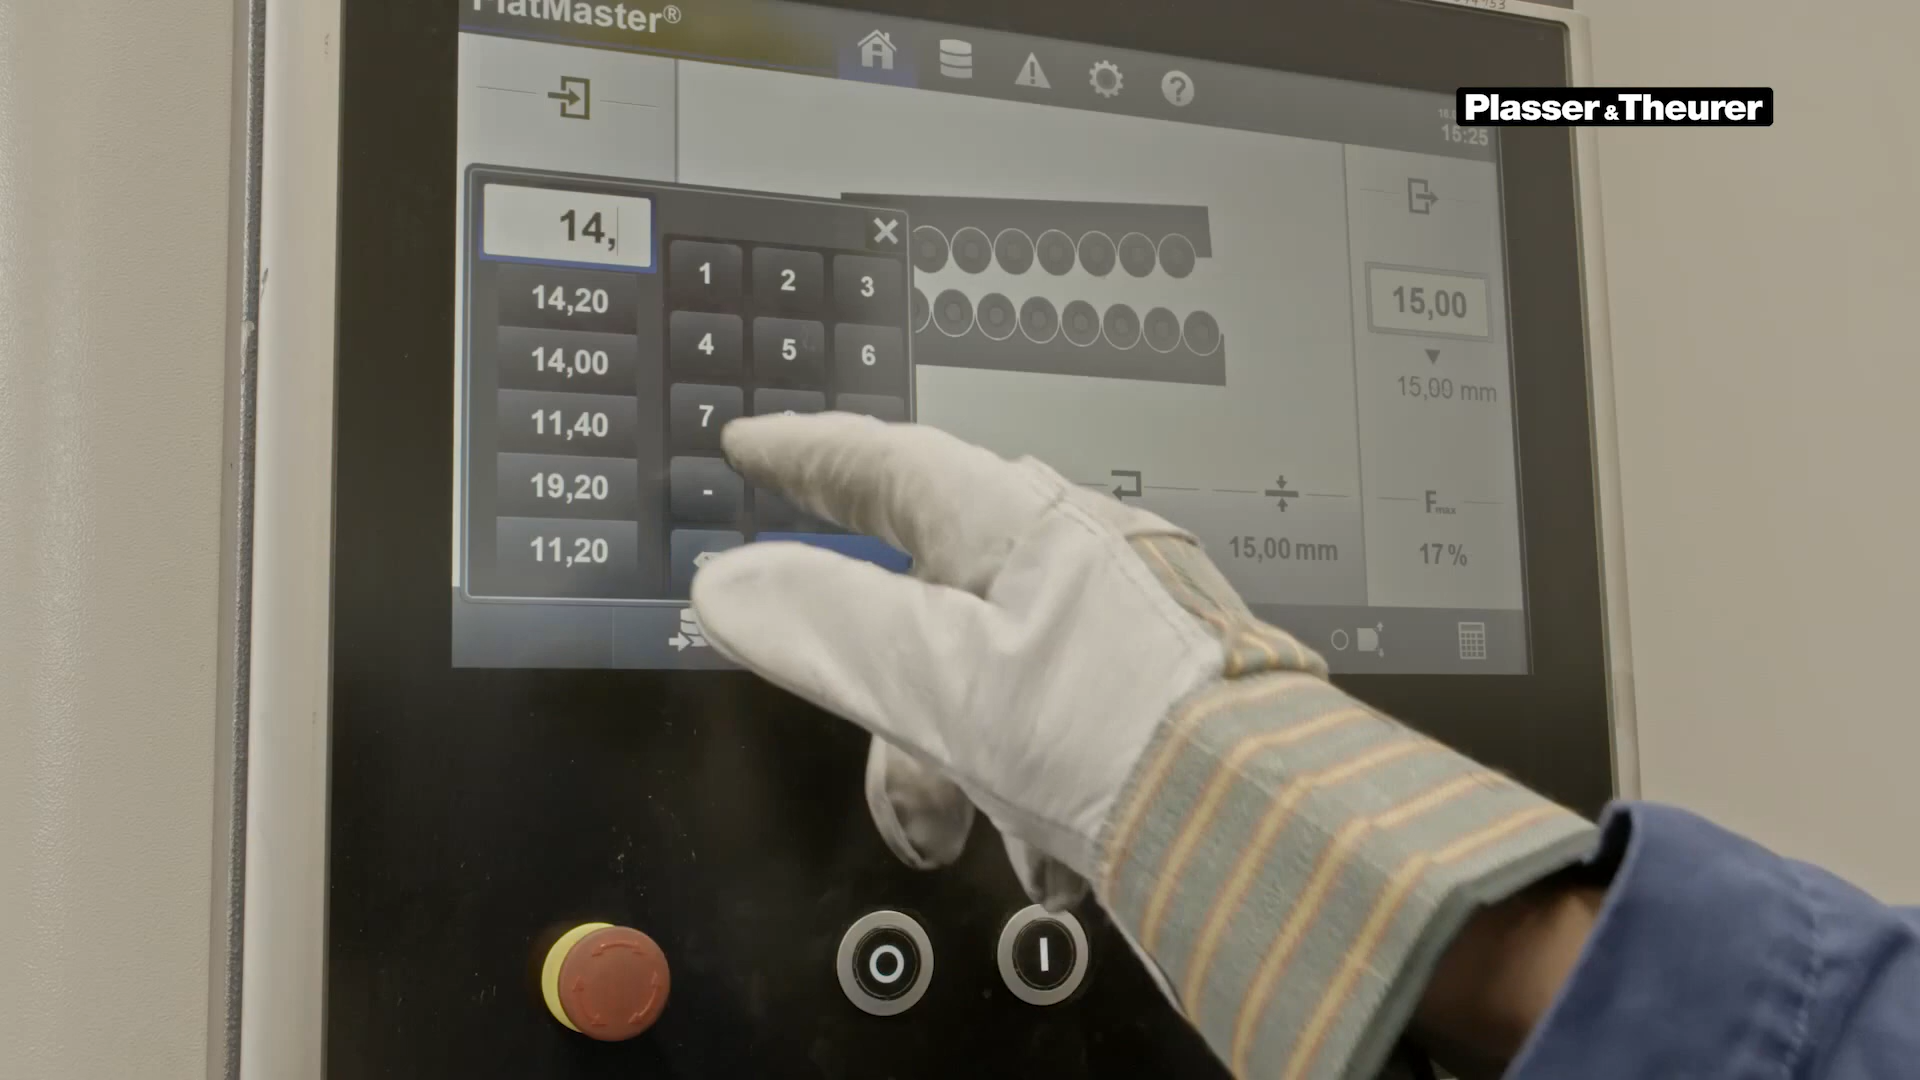 FlatMaster®
Plasser &Theurer
15:25
14,
14,20
14,00
11,40
19,20
11,20
1 2 3
4 5 6
7
-
15,00
15,00 mm
15,00 mm
Fmax
17 %
O
I